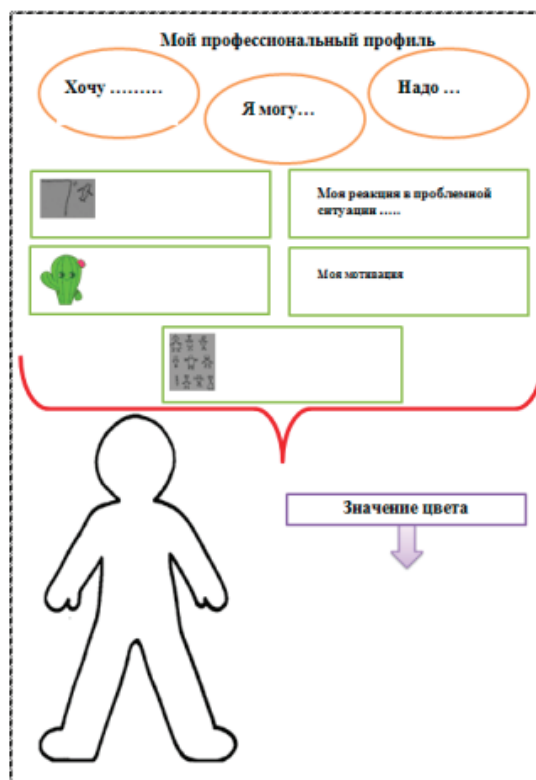 Мой профессиональный профиль
Хочу ………
Я могу…
Надо …
Моя реакция в проблемной
ситуации …..
Моя мотивация
Значение цвета